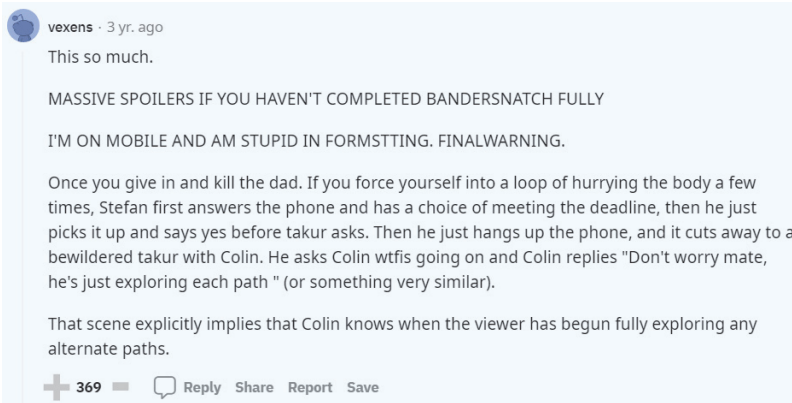 vexens · 3 yr. ago
This so much.
MASSIVE SPOILERS IF YOU HAVEN'T COMPLETED BANDERSNATCH FULLY
I'M ON MOBILE AND AM STUPID IN FORMSTTING. FINALWARNING.
Once you give in and kill the dad. If you force yourself into a loop of hurrying the body a few
times, Stefan first answers the phone and has a choice of meeting the deadline, then he just
picks it up and says yes before takur asks. Then he just hangs up the phone, and it cuts away to a
bewildered takur with Colin. He asks Colin wtfis going on and Colin replies "Don't worry mate,
he's just exploring each path " (or something very similar).
That scene explicitly implies that Colin knows when the viewer has begun fully exploring any
alternate paths.
369 Reply Share Report Save